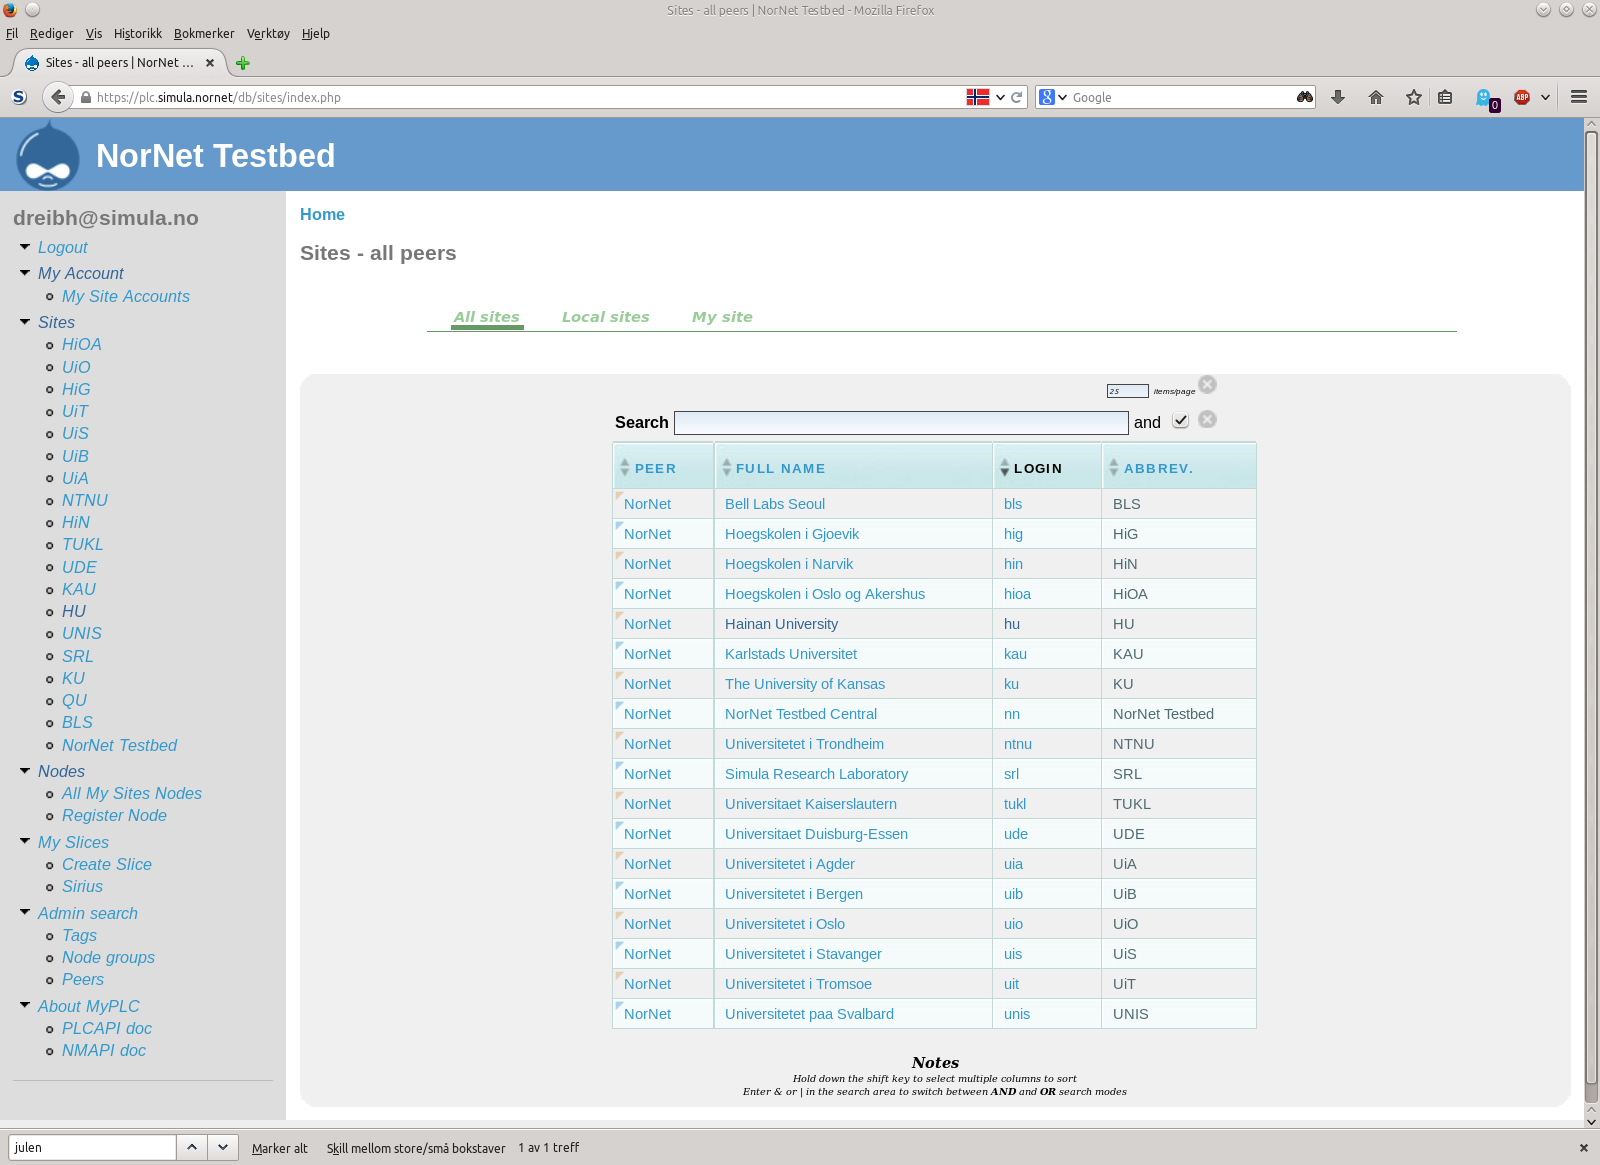 Sites - all peers | NorNet Testbed - Mozilla Firefox
Fil Rediger Vis Historikk Bokmerker Verktøy Hjelp
Sites - all peers | NorNet ...
https://plc.simula.nornet/db/sites/index.php
Google
0
ABP
NorNet Testbed
dreibh@simula.no
Logout
My Account
My Site Accounts
Sites
HiOA
UiO
HiG
UiT
UiS
UiB
UiA
NTNU
HiN
TUKL
UDE
KAU
HU
UNIS
SRL
KU
QU
BLS
NorNet Testbed
Nodes
All My Sites Nodes
Register Node
My Slices
Create Slice
Sirius
Admin search
Tags
Node groups
Peers
About MyPLC
PLCAPI doc
NMAPI doc
Home
Sites - all peers
All sites Local sites My site
25 items/page
Search and
PEER FULL NAME LOGIN ABBREV.
NorNet Bell Labs Seoul bls BLS
NorNet Hoegskolen i Gjoevik hig HiG
NorNet Hoegskolen i Narvik hin HiN
NorNet Hoegskolen i Oslo og Akershus hioa HiOA
NorNet Hainan University hu HU
NorNet Karlstads Universitet kau KAU
NorNet The University of Kansas ku KU
NorNet NorNet Testbed Central nn NorNet Testbed
NorNet Universitetet i Trondheim ntnu NTNU
NorNet Simula Research Laboratory srl SRL
NorNet Universitaet Kaiserslautern tukl TUKL
NorNet Universitaet Duisburg-Essen ude UDE
NorNet Universitetet i Agder uia UiA
NorNet Universitetet i Bergen uib UiB
NorNet Universitetet i Oslo uio UiO
NorNet Universitetet i Stavanger uis UiS
NorNet Universitetet i Tromsoe uit UiT
NorNet Universitetet paa Svalbard unis UNIS
Notes
Hold down the shift key to select multiple columns to sort
Enter & or | in the search area to switch between AND and OR search modes
julen Marker alt Skill mellom store/små bokstaver 1 av 1 treff